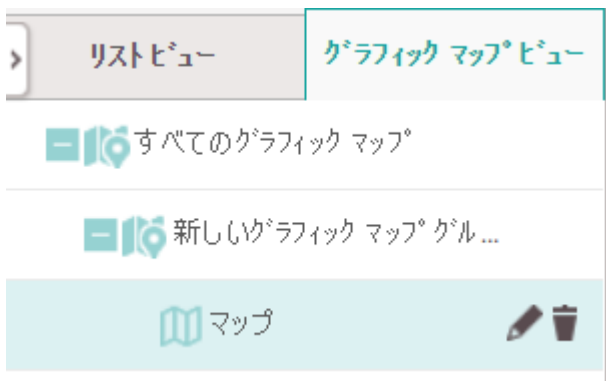 リストビュー
グラフィック マップビュー
すべてのグラフィック マップ
新しいグラフィック マップ グル...
マップ